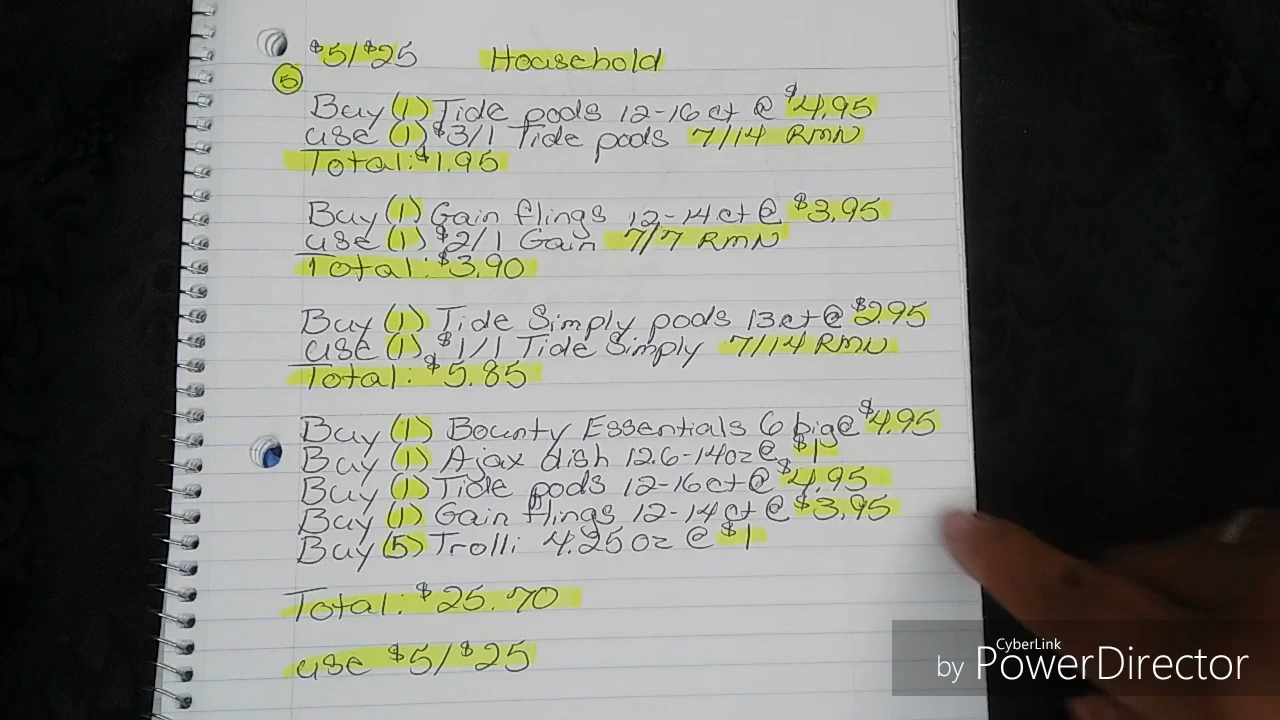 $5/$25 Household
5
Buy (1) Tide pods 12-16ct @ $4.95
use (1) $3/1 Tide pods 7/14 RMN
Total: $1.95
Buy (1) Gain flings 12-14ct @ $3.95
use (1) $2/1 Gain 7/7 RMN
Total: $3.90
Buy (1) Tide Simply pods 13ct @ $2.95
use (1) $1/1 Tide Simply 7/14 RMN
Total: $5.85
Buy (1) Bounty Essentials 6 big @ $4.95
Buy (1) Ajax dish 12.6-14oz @ $1
Buy (1) Tide pods 12-16ct @ $4.95
Buy (1) Gain flings 12-14ct @ $3.95
Buy (5) Trolli 4.25oz @ $1
Total: $25.70
use $5/$25
CyberLink
by PowerDirector